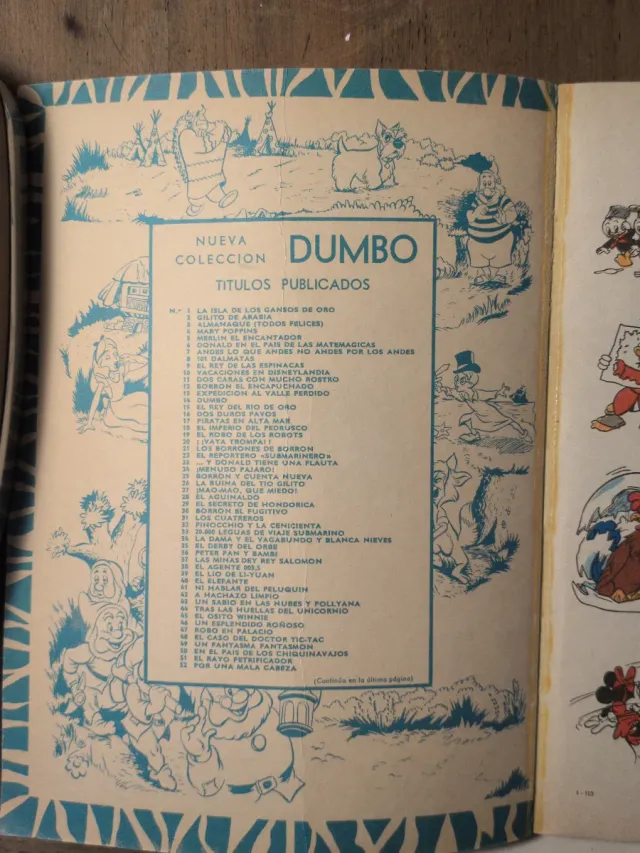 NUEVA
COLECCION DUMBO
TITULOS PUBLICADOS
N.º 1 LA ISLA DE LOS GANSOS DE ORO
2 GILITO DE ARABIA
3 ALMANAQUE (TODOS FELICES)
4 MARY POPPINS
5 MERLIN EL ENCANTADOR
6 DONALD EN EL PAIS DE LAS MATEMAGICAS
7 ANDES LO QUE ANDES NO ANDES POR LOS ANDES
8 101 DALMATAS
9 EL REY DE LAS ESPINACAS
10 VACACIONES EN DISNEYLANDIA
11 DOS CARAS CON MUCHO ROSTRO
12 BORRON EL ENCAPUCHADO
13 EXPEDICION AL VALLE PERDIDO
14 DUMBO
15 EL REY DEL RIO DE ORO
16 DOS DUROS PAVOS
17 PIRATAS EN ALTA MAR
18 EL IMPERIO DEL PEDRUSCO
19 EL ROBO DE LOS ROBOTS
20 ¡VAYA TROMPA!
21 LOS BORRONES DE BORRON
22 EL REPORTERO «SUBMARINERO»
23 ... Y DONALD TIENE UNA FLAUTA
24 ¡MENUDO PAJARO!
25 BORRON Y CUENTA NUEVA
26 LA RUINA DEL TIO GILITO
27 ¡MAO-MAO, QUE MIEDO!
28 EL AGUINALDO
29 EL SECRETO DE HONDORICA
30 BORRON EL FUGITIVO
31 LOS CUATREROS
32 PINOCCHIO Y LA CENICIENTA
33 20.000 LEGUAS DE VIAJE SUBMARINO
34 LA DAMA Y EL VAGABUNDO Y BLANCA NIEVES
35 EL DERBY DEL ORBE
36 PETER PAN Y BAMBI
37 LAS MINAS DEY REY SALOMON
38 EL AGENTE 003,5
39 EL LIO DE LI-YUAN
40 EL ELEFANTE
41 NI HABLAR DEL PELUQUIN
42 A HACHAZO LIMPIO
43 UN SABIO EN LAS NUBES Y POLLYANA
44 TRAS LAS HUELLAS DEL UNICORNIO
45 EL OSITO WINNIE
46 UN ESPLENDIDO ROÑOSO
47 ROBO EN PALACIO
48 EL CASO DEL DOCTOR TIC-TAC
49 UN FANTASMA FANTASMON
50 EN EL PAIS DE LOS CHIQUINAVAJOS
51 EL RAYO PETRIFICADOR
52 POR UNA MALA CABEZA
(Continúa en la última página)